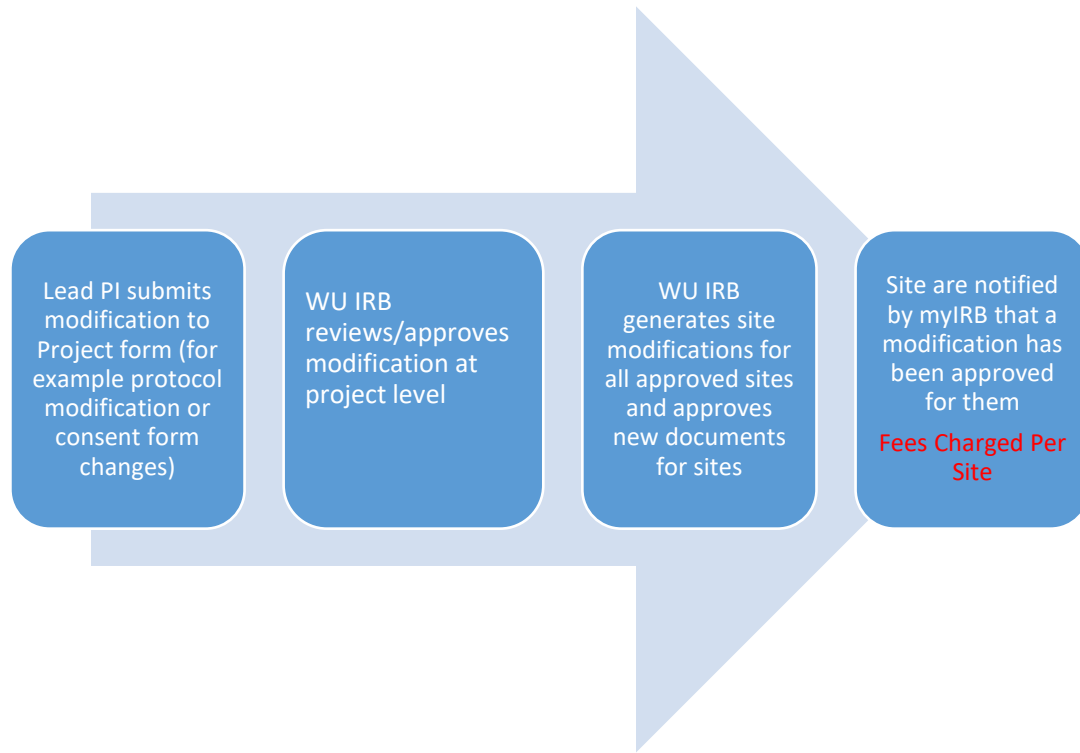 Lead PI submits
modification to
Project form (for
example protocol
modification or
consent form
changes)
WU IRB
reviews/approves
modification at
project level
WU IRB
generates site
modifications for
all approved sites
and approves
new documents
for sites
Site are notified
by myIRB that a
modification has
been approved
for them
Fees Charged Per
Site